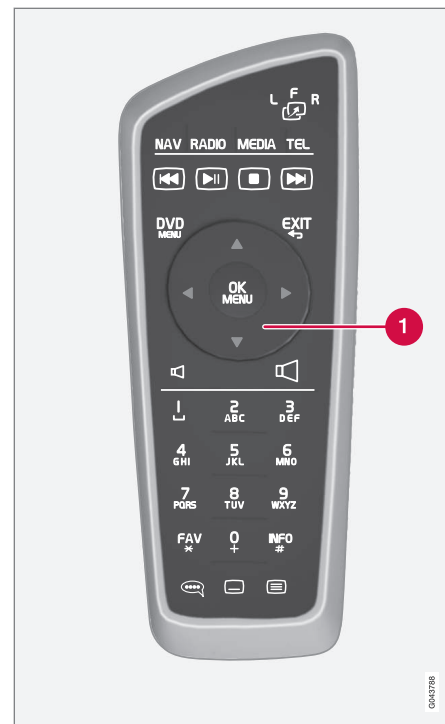 L F R
NAV RADIO MEDIA TEL
DVD EXIT
MENU
OK
MENU
1
1 2 3
ABC DEF
4 5 6
GHI JKL MNO
7 8 9
PQRS TUV WXYZ
FAV 0 INFO
* + #
G043788